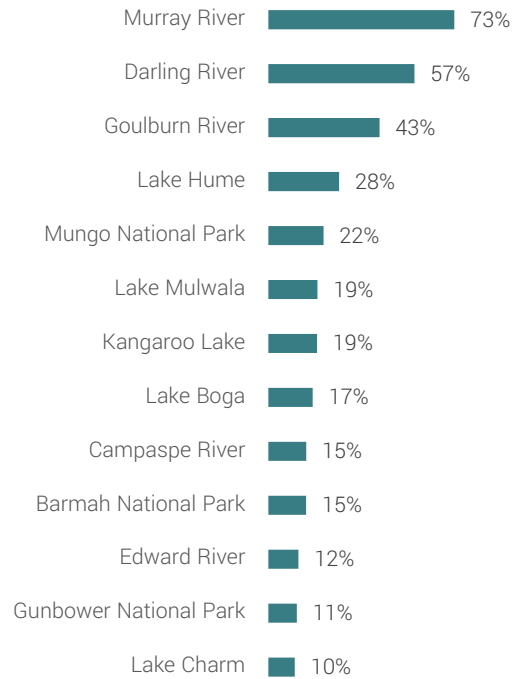 Murray River 73%
Darling River 57%
Goulburn River 43%
Lake Hume 28%
Mungo National Park 22%
Lake Mulwala 19%
Kangaroo Lake 19%
Lake Boga 17%
Campaspe River 15%
Barmah National Park 15%
Edward River 12%
Gunbower National Park 11%
Lake Charm 10%